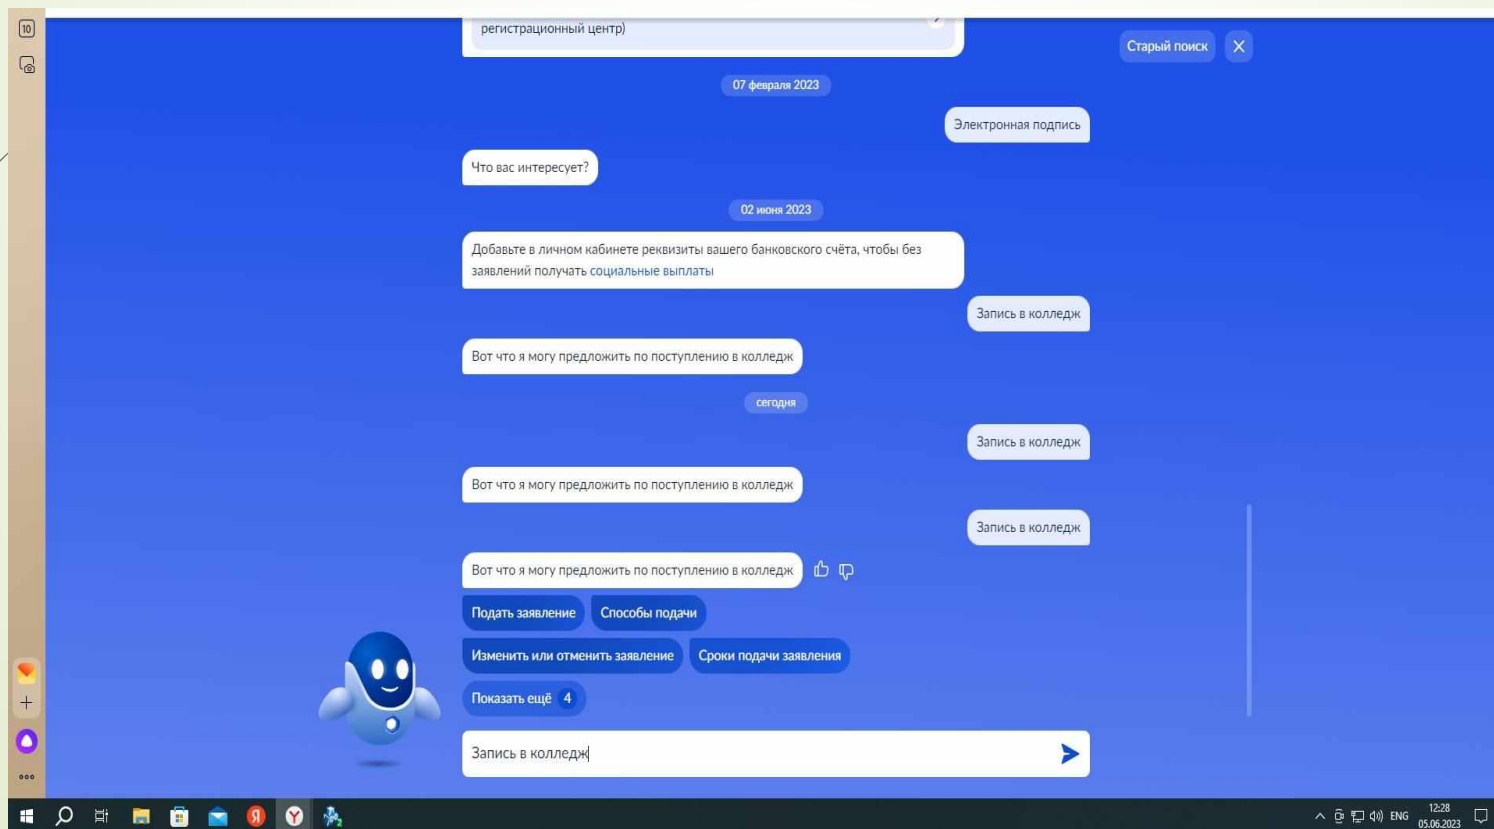 10
регистрационный центр)
Старый поиск
07 февраля 2023
Электронная подпись
Что вас интересует?
02 июня 2023
Добавьте в личном кабинете реквизиты вашего банковского счёта, чтобы без
заявлений получать социальные выплаты
Запись в колледж
Вот что я могу предложить по поступлению в колледж
сегодня
Запись в колледж
Вот что я могу предложить по поступлению в колледж
Запись в колледж
Вот что я могу предложить по поступлению в колледж
Подать заявление Способы подачи
Изменить или отменить заявление Сроки подачи заявления
Показать ещё 4
Запись в колледж
Я Y 2 ENG 12:28
05.06.2023